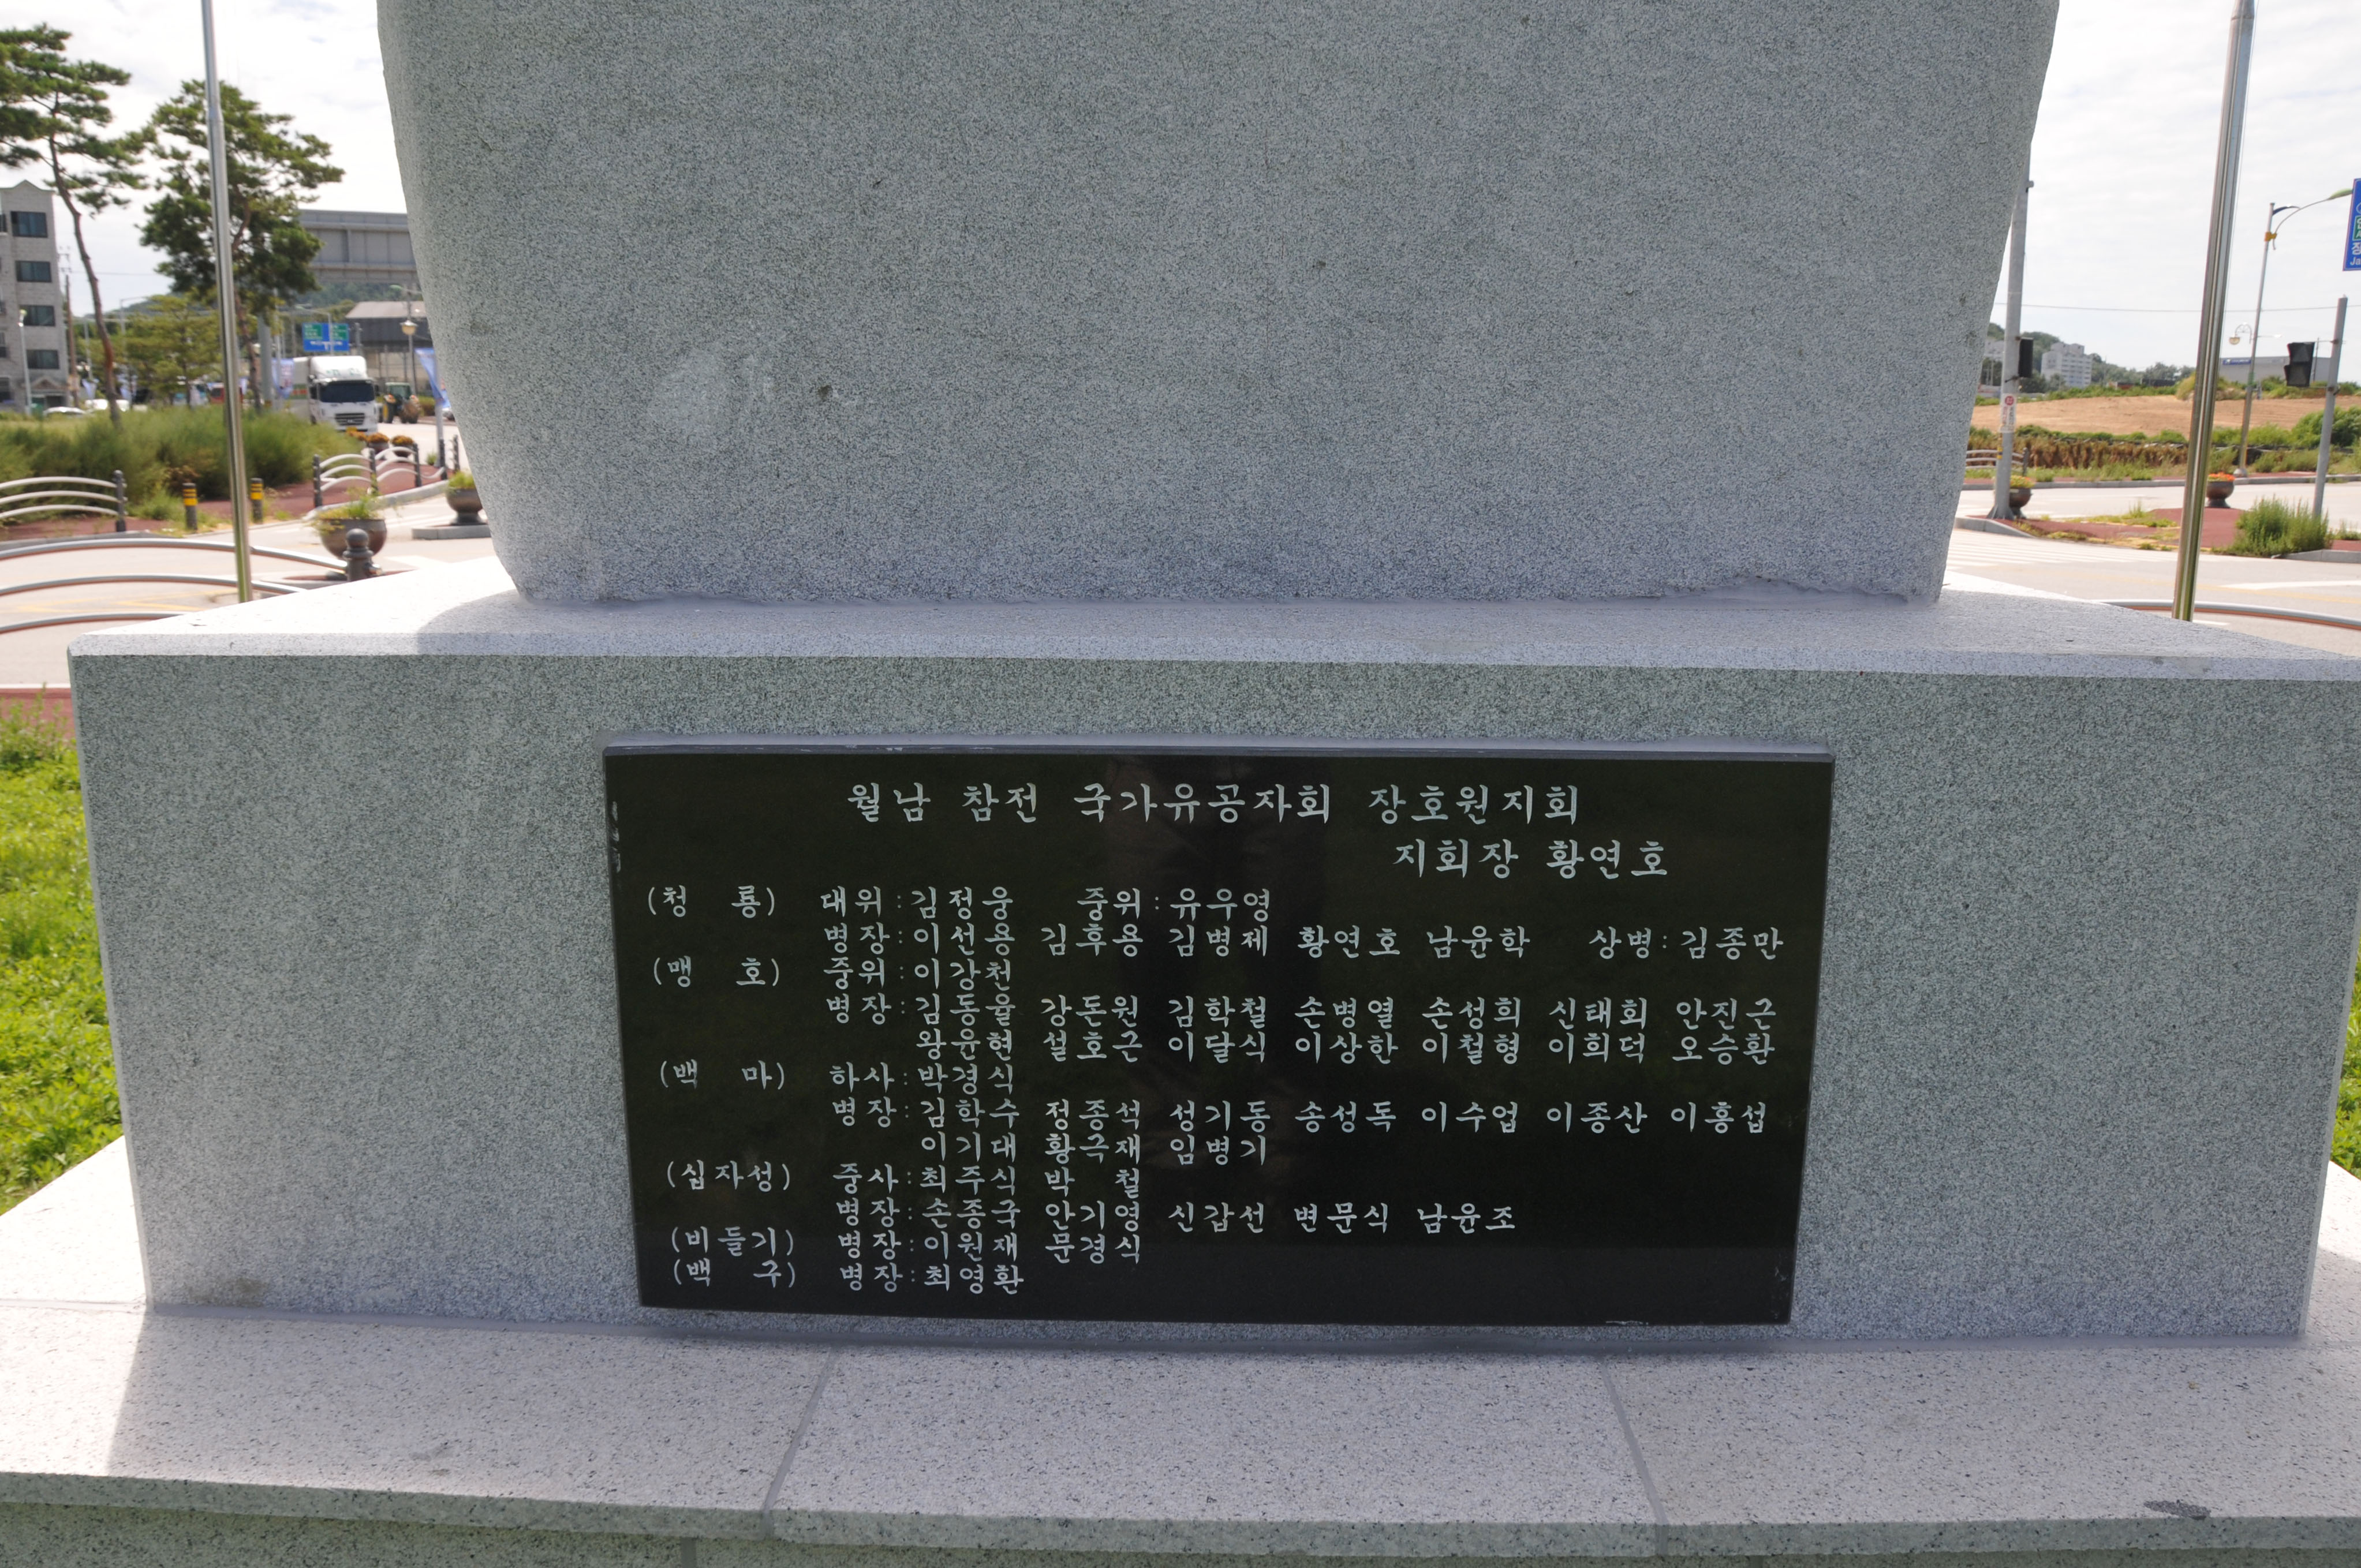 월남 참전 국가유공자회 장호원지회
지회장 황연호
(청 룡) 대위:김정웅 중위:유우영
병장:이선용 김후용 김병제 황연호 남윤학 상병:김종만
(맹 호) 중위:이강천
병장:김동율 강돈원 김학철 손병열 손성희 신태회 안진근
왕윤현 설호근 이달식 이상한 이철형 이희덕 오승환
(백 마) 하사:박경식
병장:김학수 정종석 성기동 송성독 이수업 이종산 이흥섭
이기대 황극재 임병기
(십자성) 중사:최주식 박 철
병장:손종국 안기영 신갑선 변문식 남윤조
(비들기) 병장:이원재 문경식
(백 구) 병장:최영환